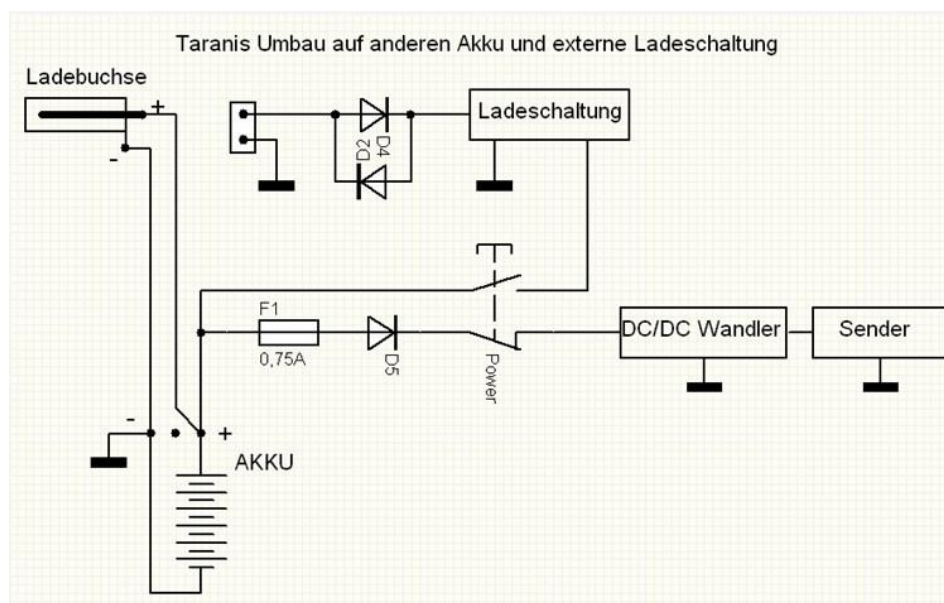 Taranis Umbau auf anderen Akku und externe Ladeschaltung
Ladebuchse
+
-
D2
D4
Ladeschaltung
F1
0,75A
D5
Power
DC/DC Wandler
Sender
-
+
AKKU